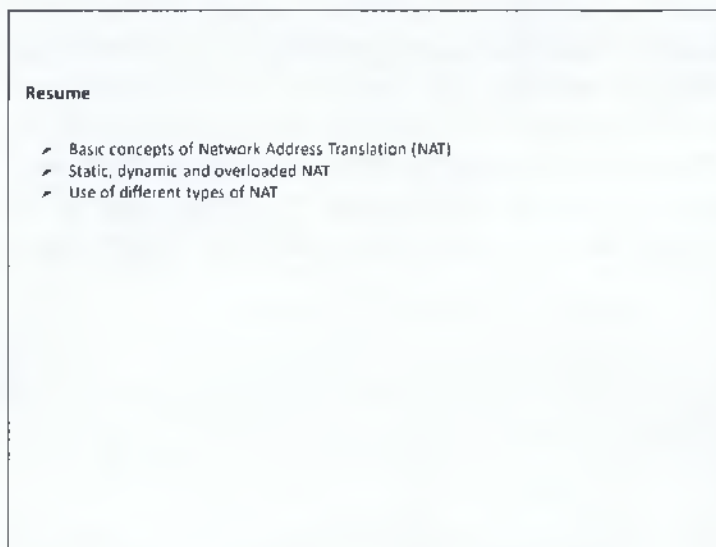 Resume
Basic concepts of Network Address Translation (NAT)
Static, dynamic and overloaded NAT
Use of different types of NAT